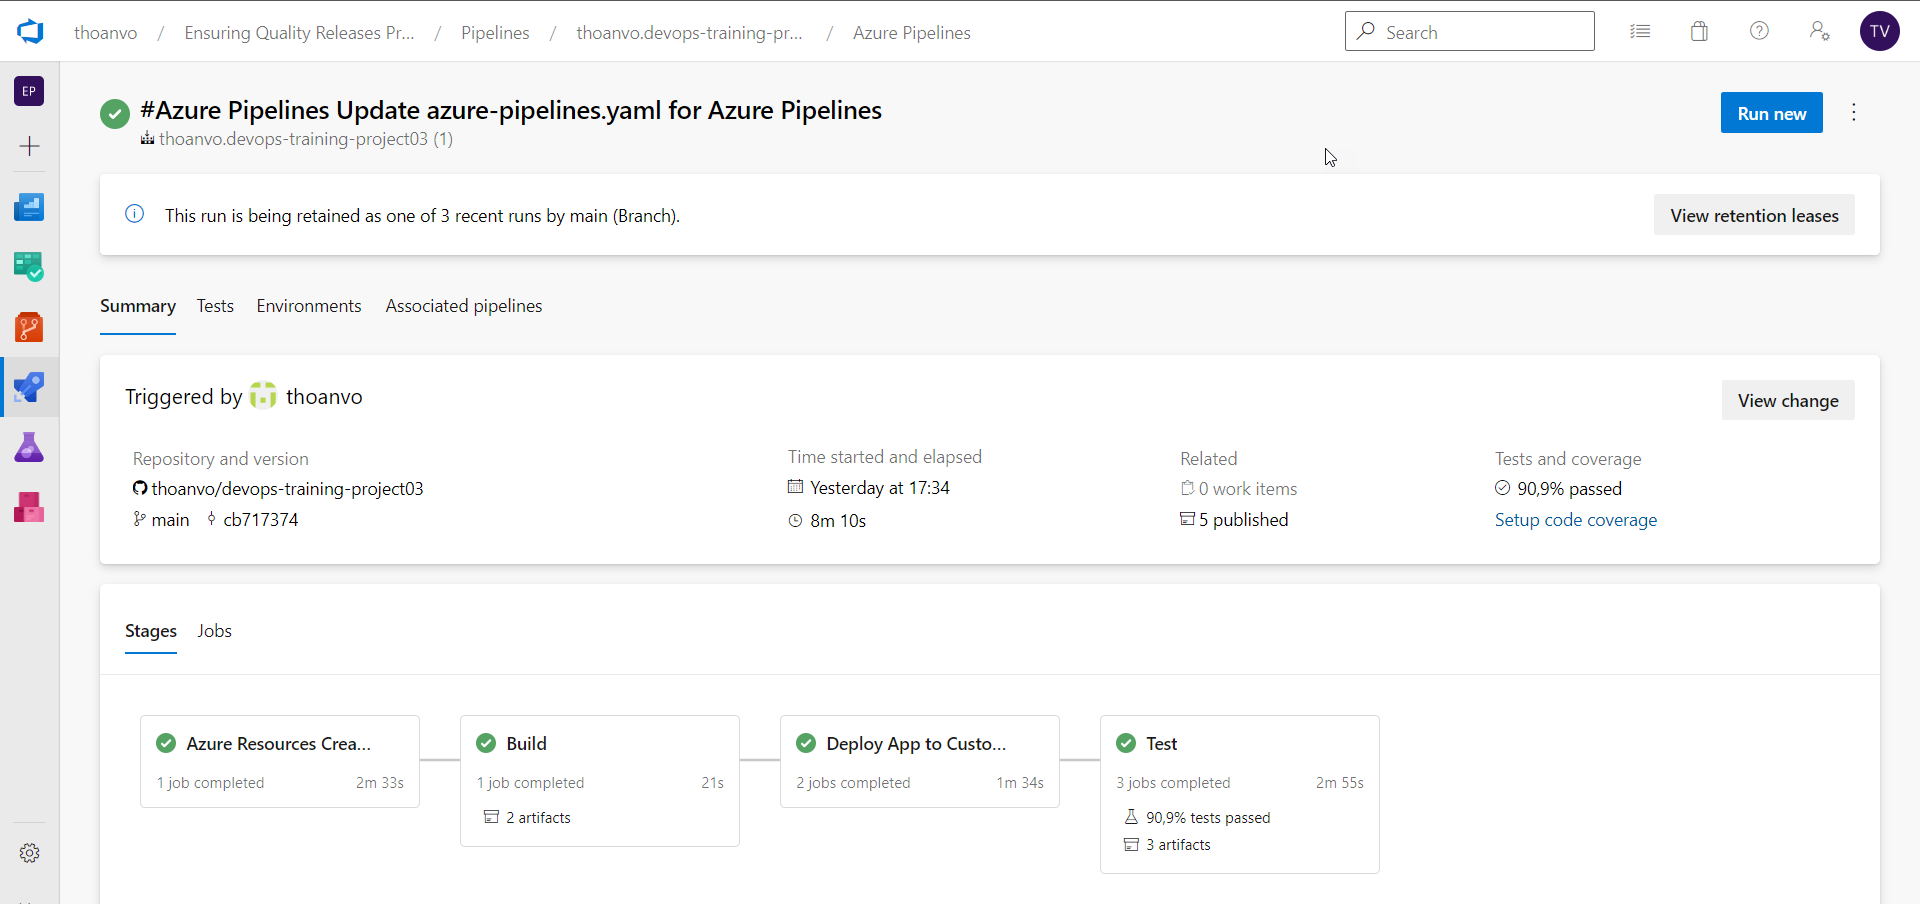 thoanvo / Ensuring Quality Releases Pr... / Pipelines / thoanvo.devops-training-pr... / Azure Pipelines
Search
TV
EP
#Azure Pipelines Update azure-pipelines.yaml for Azure Pipelines
thoanvo.devops-training-project03 (1)
Run new
This run is being retained as one of 3 recent runs by main (Branch).
View retention leases
Summary Tests Environments Associated pipelines
Triggered by thoanvo
View change
Repository and version
thoanvo/devops-training-project03
main cb717374
Time started and elapsed
Yesterday at 17:34
8m 10s
Related
0 work items
5 published
Tests and coverage
90,9% passed
Setup code coverage
Stages Jobs
Azure Resources Crea...
1 job completed 2m 33s
Build
1 job completed 21s
2 artifacts
Deploy App to Custo...
2 jobs completed 1m 34s
Test
3 jobs completed 2m 55s
90,9% tests passed
3 artifacts